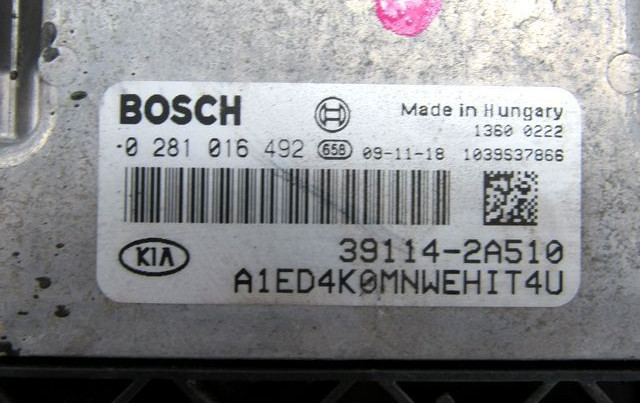 BOSCH
Made in Hungary
1360 0222
0 281 016 492 658 09-11-18 1039S37866
KIA
39114-2A510
A1ED4K0MNWEHIT4U